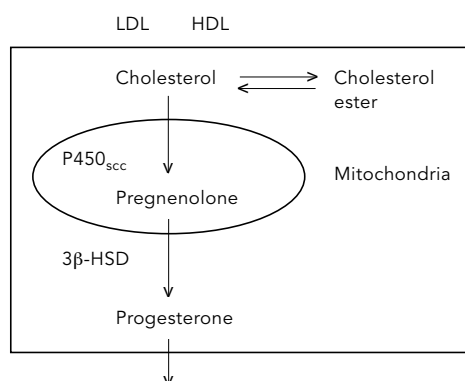 LDL HDL
Cholesterol
Cholesterol
ester
P450scc
Mitochondria
Pregnenolone
3β-HSD
Progesterone